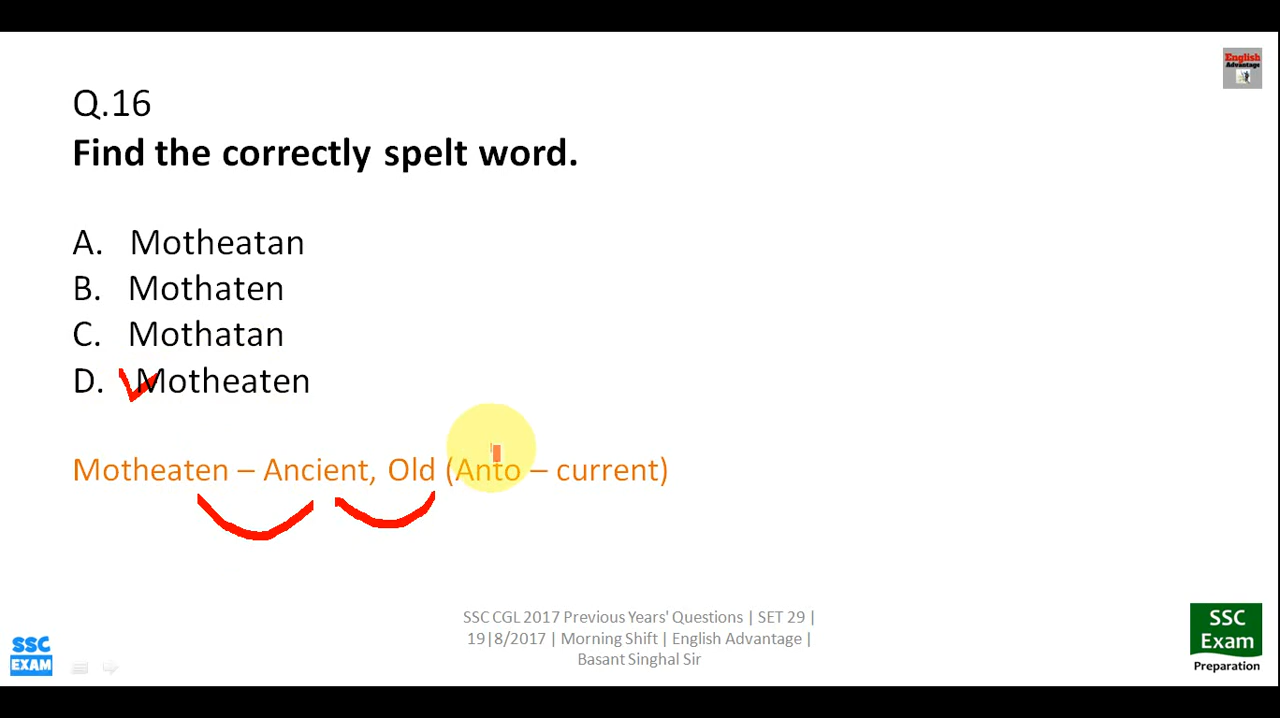 English
Advantage
Q.16
Find the correctly spelt word.
A. Motheatan
B. Mothaten
C. Mothatan
D. Motheaten
Motheaten – Ancient, Old (Anto – current)
SSC CGL 2017 Previous Years' Questions | SET 29 |
19|8/2017 | Morning Shift | English Advantage |
Basant Singhal Sir
SSC
EXAM
SSC
Exam
Preparation